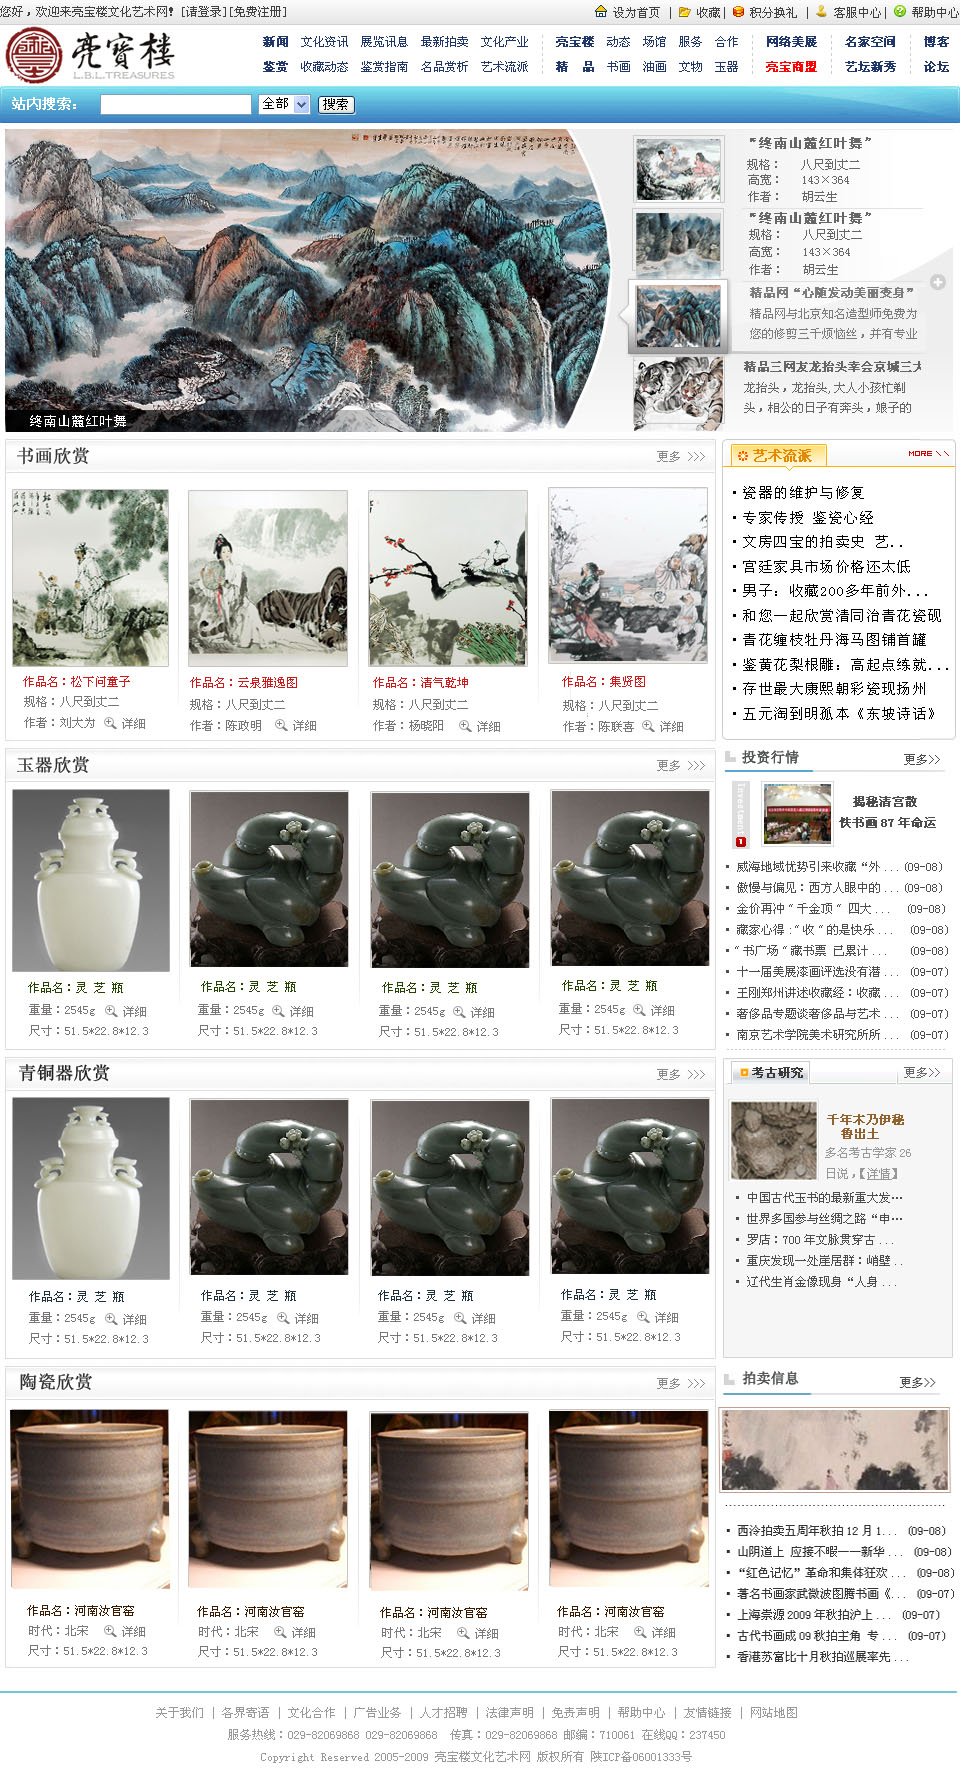 您好，欢迎来亮宝楼文化艺术网! [请登录][免费注册]
设为首页 | 收藏 | 积分换礼 | 客服中心 | 帮助中心
亮寳楼
L.B.L.TREASURES
新闻 文化资讯 展览讯息 最新拍卖 文化产业
鉴赏 收藏动态 鉴赏指南 名品赏析 艺术流派
亮宝楼 动态 场馆 服务 合作
精 品 书画 油画 文物 玉器
网络美展 名家空间 博客
亮宝商盟 艺坛新秀 论坛
站内搜索: 全部 搜索
终南山麓红叶舞
“终南山麓红叶舞”
规格： 八尺到丈二
高宽： 143×364
作者： 胡云生
“终南山麓红叶舞”
规格： 八尺到丈二
高宽： 143×364
作者： 胡云生
精品网“心随发动美丽变身”
精品网与北京知名造型师免费为
您的修剪三千烦恼丝，并有专业
精品三网友龙抬头幸会京城三大
龙抬头，龙抬头,大人小孩忙剃
头，相公的日子有奔头，娘子的
书画欣赏 更多 >>>
作品名：松下问童子
规格：八尺到丈二
作者：刘大为 详细
作品名：云泉雅逸图
规格：八尺到丈二
作者：陈政明 详细
作品名：清气乾坤
规格：八尺到丈二
作者：杨晓阳 详细
作品名：集贤图
规格：八尺到丈二
作者：陈联喜 详细
艺术流派 MORE
·瓷器的维护与修复
·专家传授 鉴瓷心经
·文房四宝的拍卖史 艺..
·宫廷家具市场价格还太低
·男子：收藏200多年前外...
·和您一起欣赏清同治青花瓷砚
·青花缠枝牡丹海马图铺首罐
·鉴黄花梨根雕：高起点练就...
·存世最大康熙朝彩瓷现扬州
·五元淘到明孤本《东坡诗话》
玉器欣赏 更多 >>>
作品名：灵 芝 瓶
重量：2545g 详细
尺寸：51.5*22.8*12.3
作品名：灵 芝 瓶
重量：2545g 详细
尺寸：51.5*22.8*12.3
作品名：灵 芝 瓶
重量：2545g 详细
尺寸：51.5*22.8*12.3
作品名：灵 芝 瓶
重量：2545g 详细
尺寸：51.5*22.8*12.3
投资行情 更多>>
Investment
1
揭秘清宫散
佚书画 87 年命运
威海地域优势引来收藏“外... (09-08)
傲慢与偏见：西方人眼中的... (09-08)
金价再冲“千金顶” 四大... (09-08)
藏家心得:“收”的是快乐... (09-08)
“书广场”藏书票 已累计... (09-08)
十一届美展漆画评选没有潜... (09-07)
王刚郑州讲述收藏经：收藏... (09-07)
奢侈品专题谈奢侈品与艺术... (09-07)
南京艺术学院美术研究所所... (09-07)
青铜器欣赏 更多 >>>
作品名：灵 芝 瓶
重量：2545g 详细
尺寸：51.5*22.8*12.3
作品名：灵 芝 瓶
重量：2545g 详细
尺寸：51.5*22.8*12.3
作品名：灵 芝 瓶
重量：2545g 详细
尺寸：51.5*22.8*12.3
作品名：灵 芝 瓶
重量：2545g 详细
尺寸：51.5*22.8*12.3
考古研究 更多>>
千年木乃伊秘
鲁出土
多名考古学家 26
日说，【详情】
中国古代玉书的最新重大发…
世界多国参与丝绸之路“申…
罗店：700 年文脉贯穿古...
重庆发现一处崖居群：峭壁..
辽代生肖金像现身“人身...
陶瓷欣赏 更多 >>>
作品名：河南汝官窑
时代：北宋 详细
尺寸：51.5*22.8*12.3
作品名：河南汝官窑
时代：北宋 详细
尺寸：51.5*22.8*12.3
作品名：河南汝官窑
时代：北宋 详细
尺寸：51.5*22.8*12.3
作品名：河南汝官窑
时代：北宋 详细
尺寸：51.5*22.8*12.3
拍卖信息 更多>>
西泠拍卖五周年秋拍 12 月 1... (09-08)
山阴道上 应接不暇一一新华... (09-08)
“红色记忆”革命和集体狂欢... (09-08)
著名书画家武微波图腾书画《... (09-07)
上海崇源 2009 年秋拍沪上... (09-07)
古代书画成 09 秋拍主角 专... (09-07)
香港苏富比十月秋拍巡展率先...
关于我们 | 各界寄语 | 文化合作 | 广告业务 | 人才招聘 | 法律声明 | 免责声明 | 帮助中心 | 友情链接 | 网站地图
服务热线：029-82069868 029-82069868 传真：029-82069868 邮编：710061 在线QQ：237450
Copyright Reserved 2005-2009 亮宝楼文化艺术网 版权所有 陕ICP备06001333号